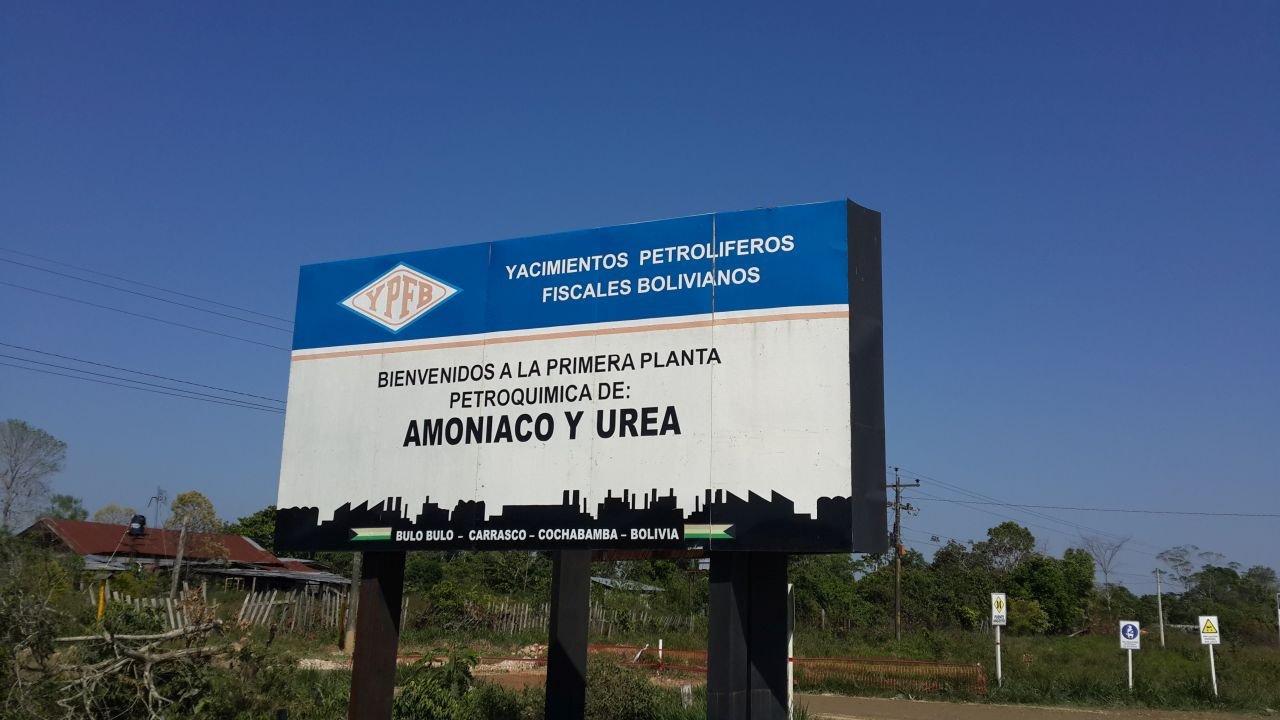 YPFB
YACIMIENTOS PETROLIFEROS
FISCALES BOLIVIANOS
BIENVENIDOS A LA PRIMERA PLANTA
PETROQUIMICA DE:
AMONIACO Y UREA
BULO BULO – CARRASCO – COCHABAMBA – BOLIVIA